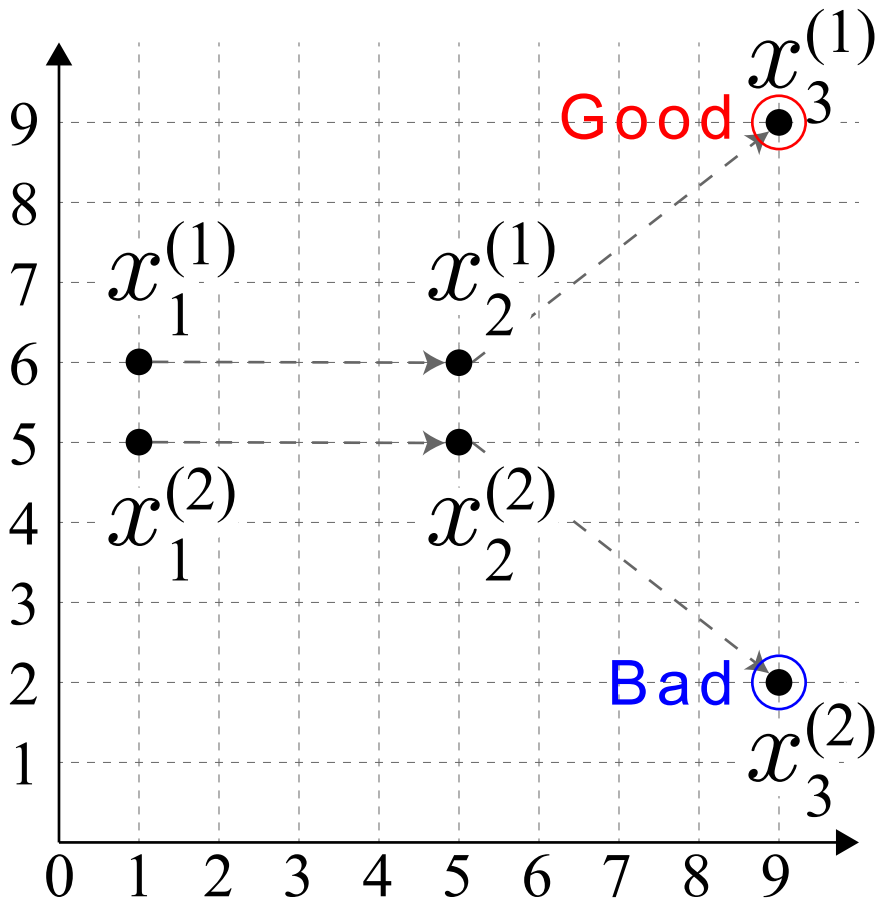 x_3^{(1)}
9 Good
8
7 x_1^{(1)} x_2^{(1)}
6
5
4 x_1^{(2)} x_2^{(2)}
3
2 Bad
1 x_3^{(2)}
0 1 2 3 4 5 6 7 8 9